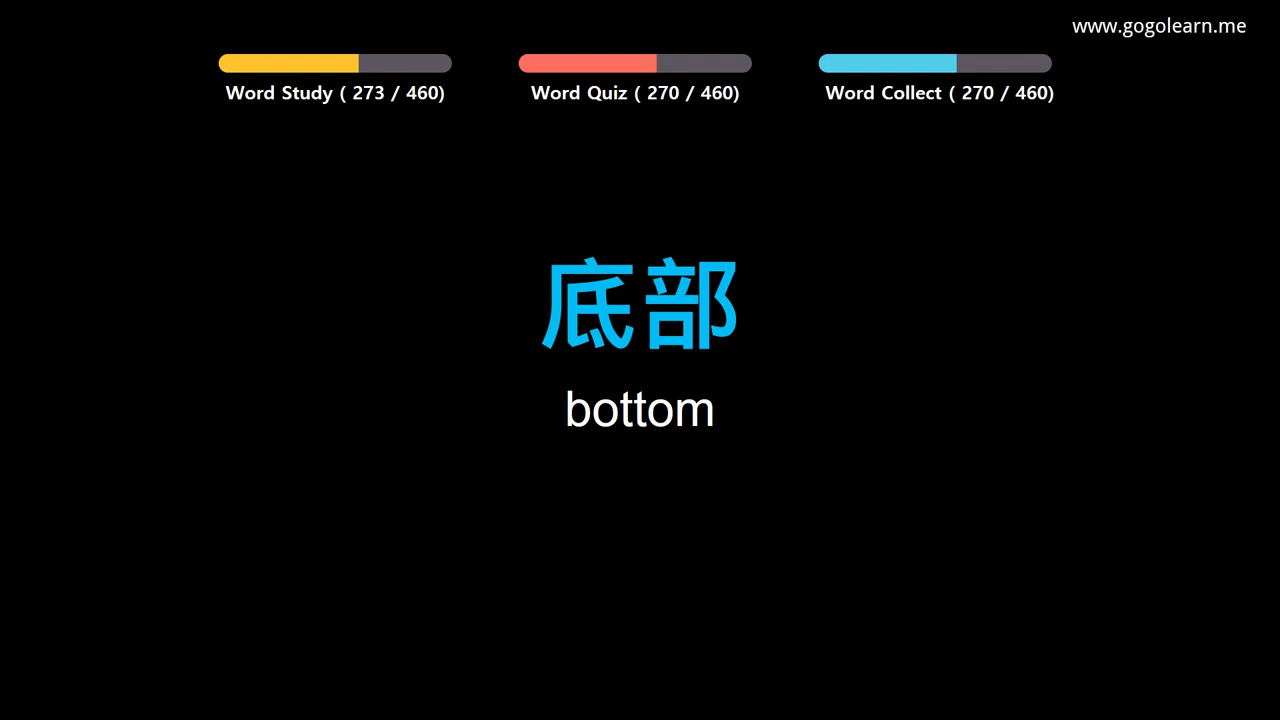 www.gogolearn.me
Word Study ( 273 / 460)
Word Quiz ( 270 / 460)
Word Collect ( 270 / 460)
底部
bottom